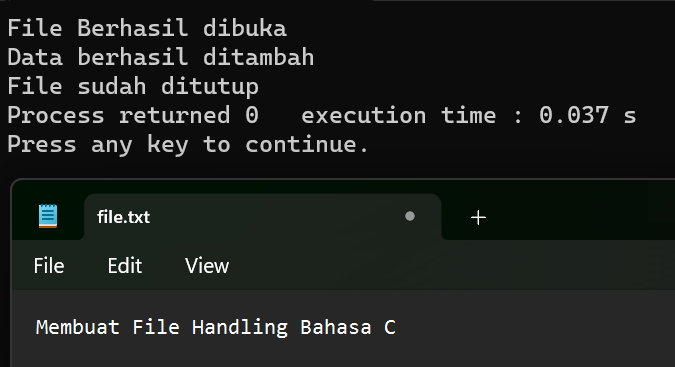 File Berhasil dibuka
Data berhasil ditambah
File sudah ditutup
Process returned 0   execution time : 0.037 s
Press any key to continue.
file.txt
File Edit View
Membuat File Handling Bahasa C